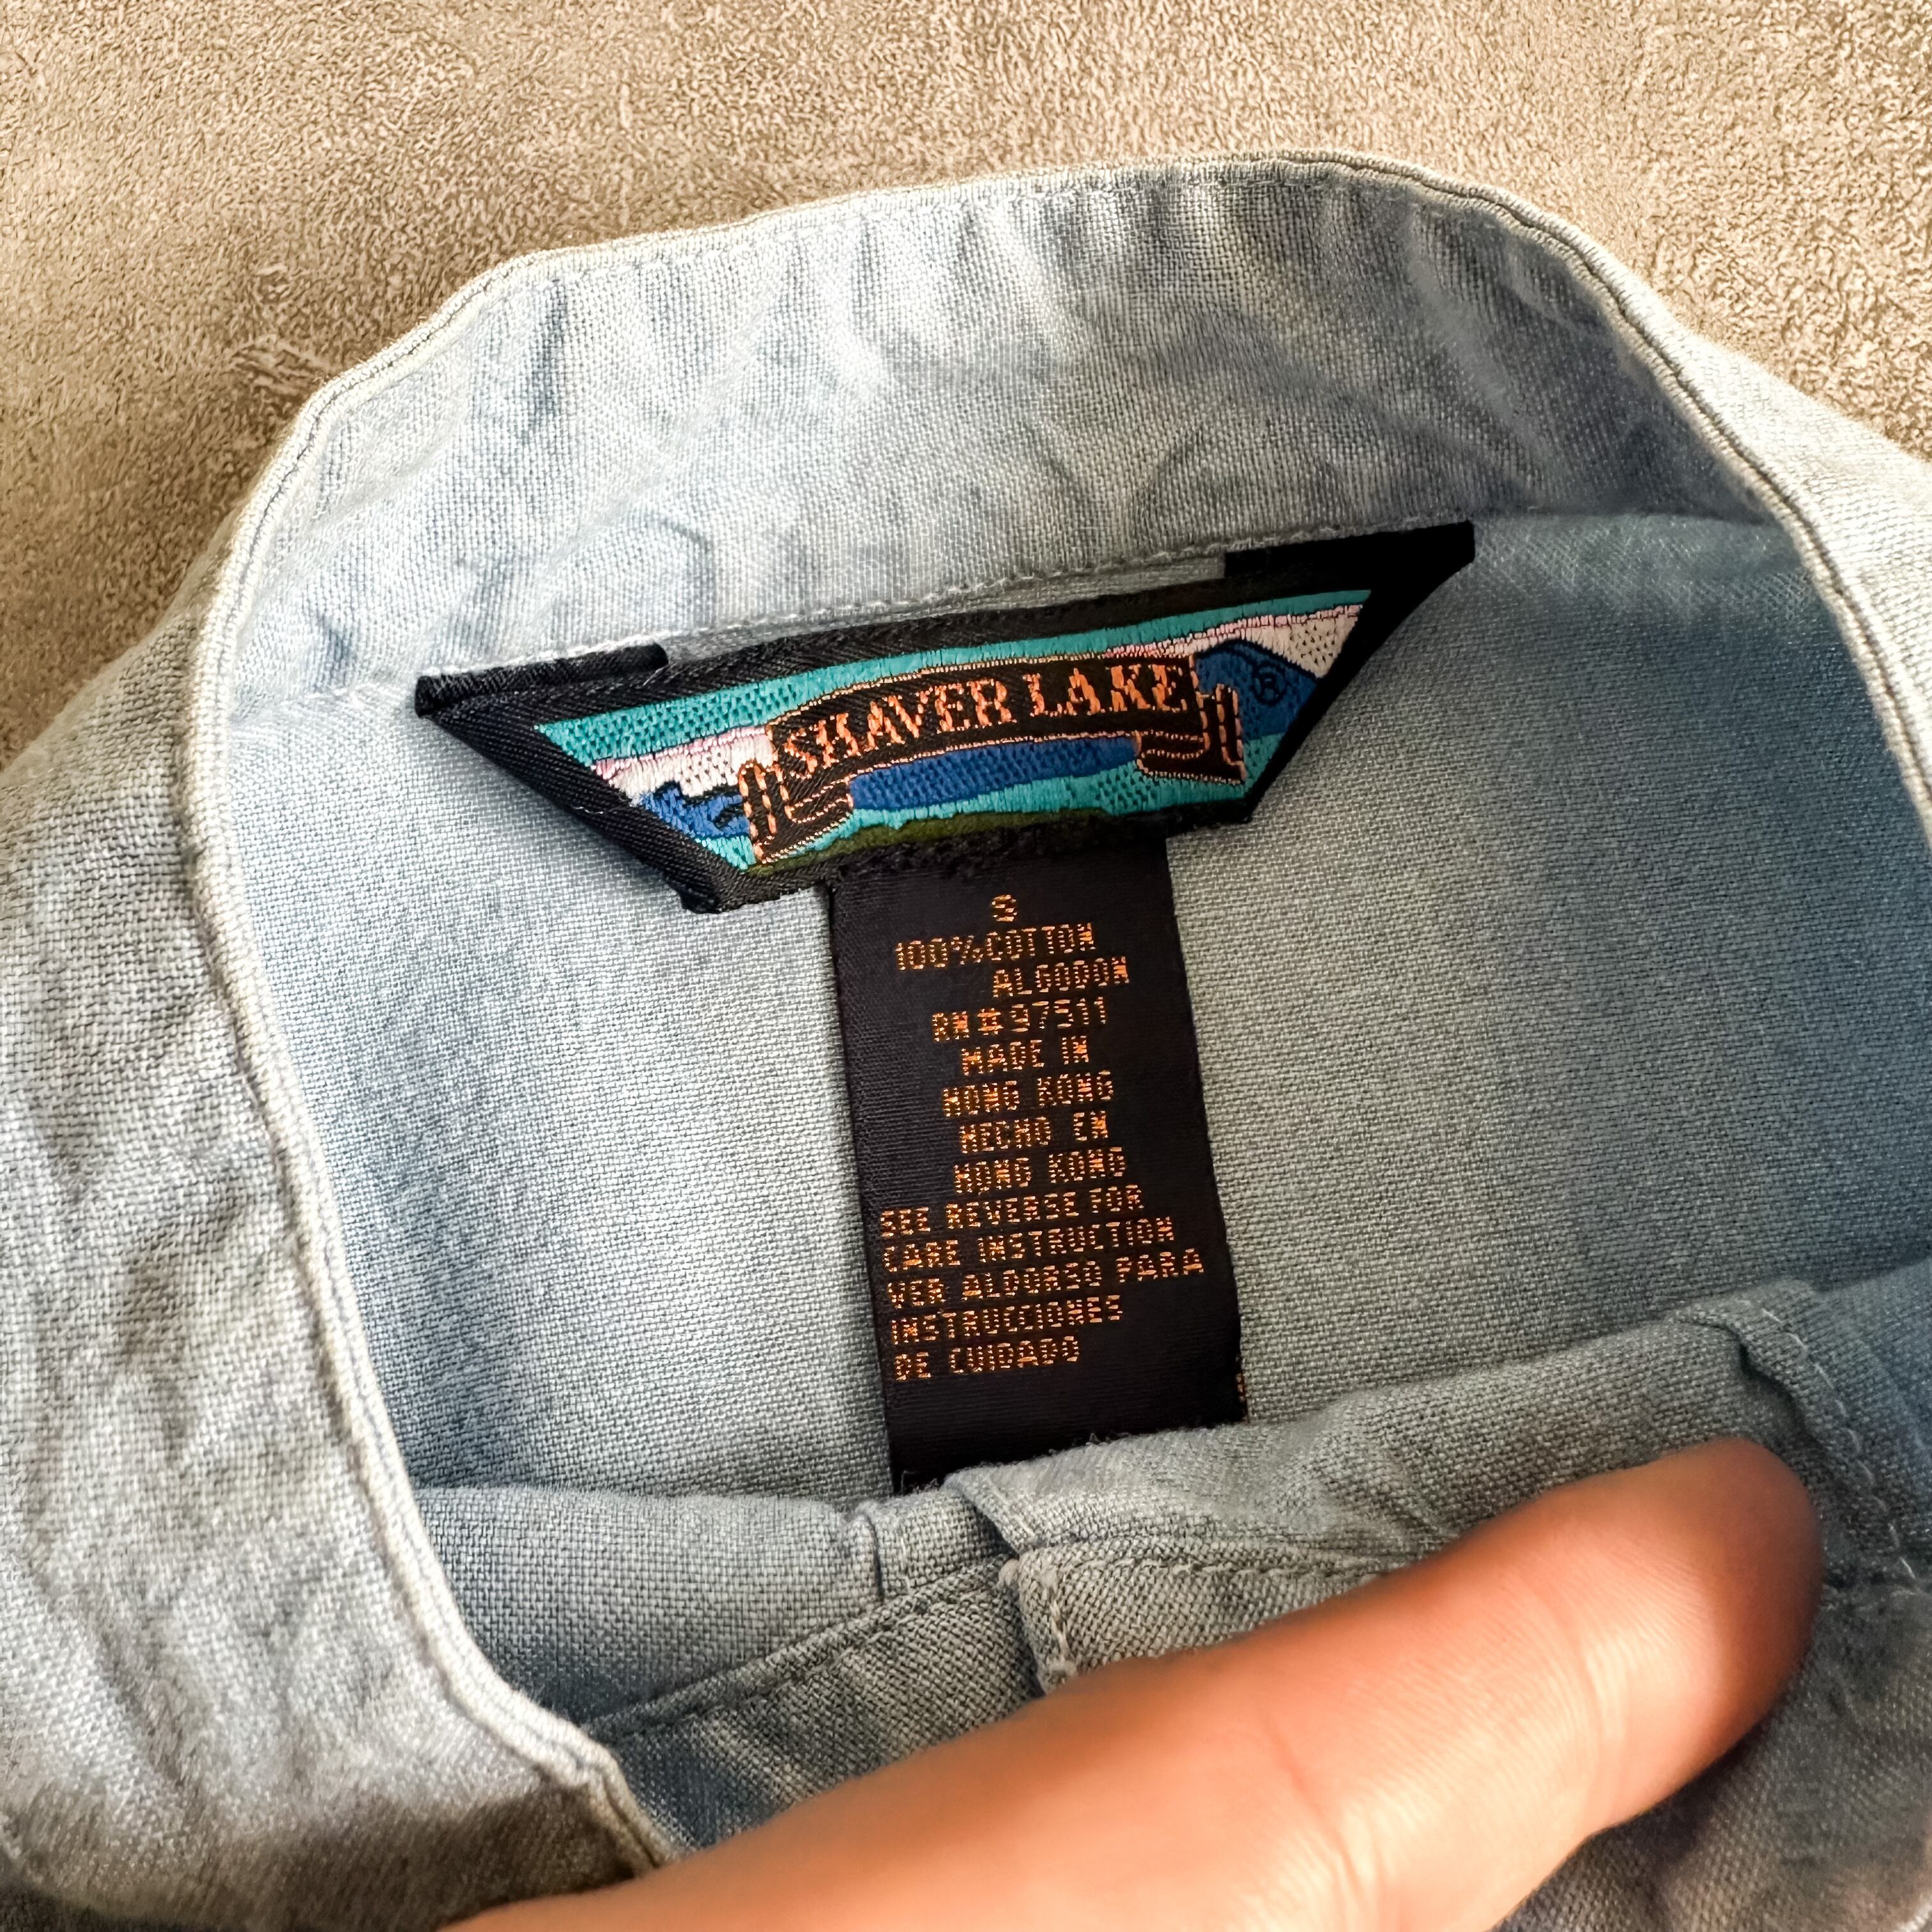 SHAVER LAKE ®
S
100% COTTON
ALGODON
RN# 97511
MADE IN
HONG KONG
HECHO EN
HONG KONG
SEE REVERSE FOR
CARE INSTRUCTION
VER ALDORSO PARA
INSTRUCCIONES
DE CUIDADO